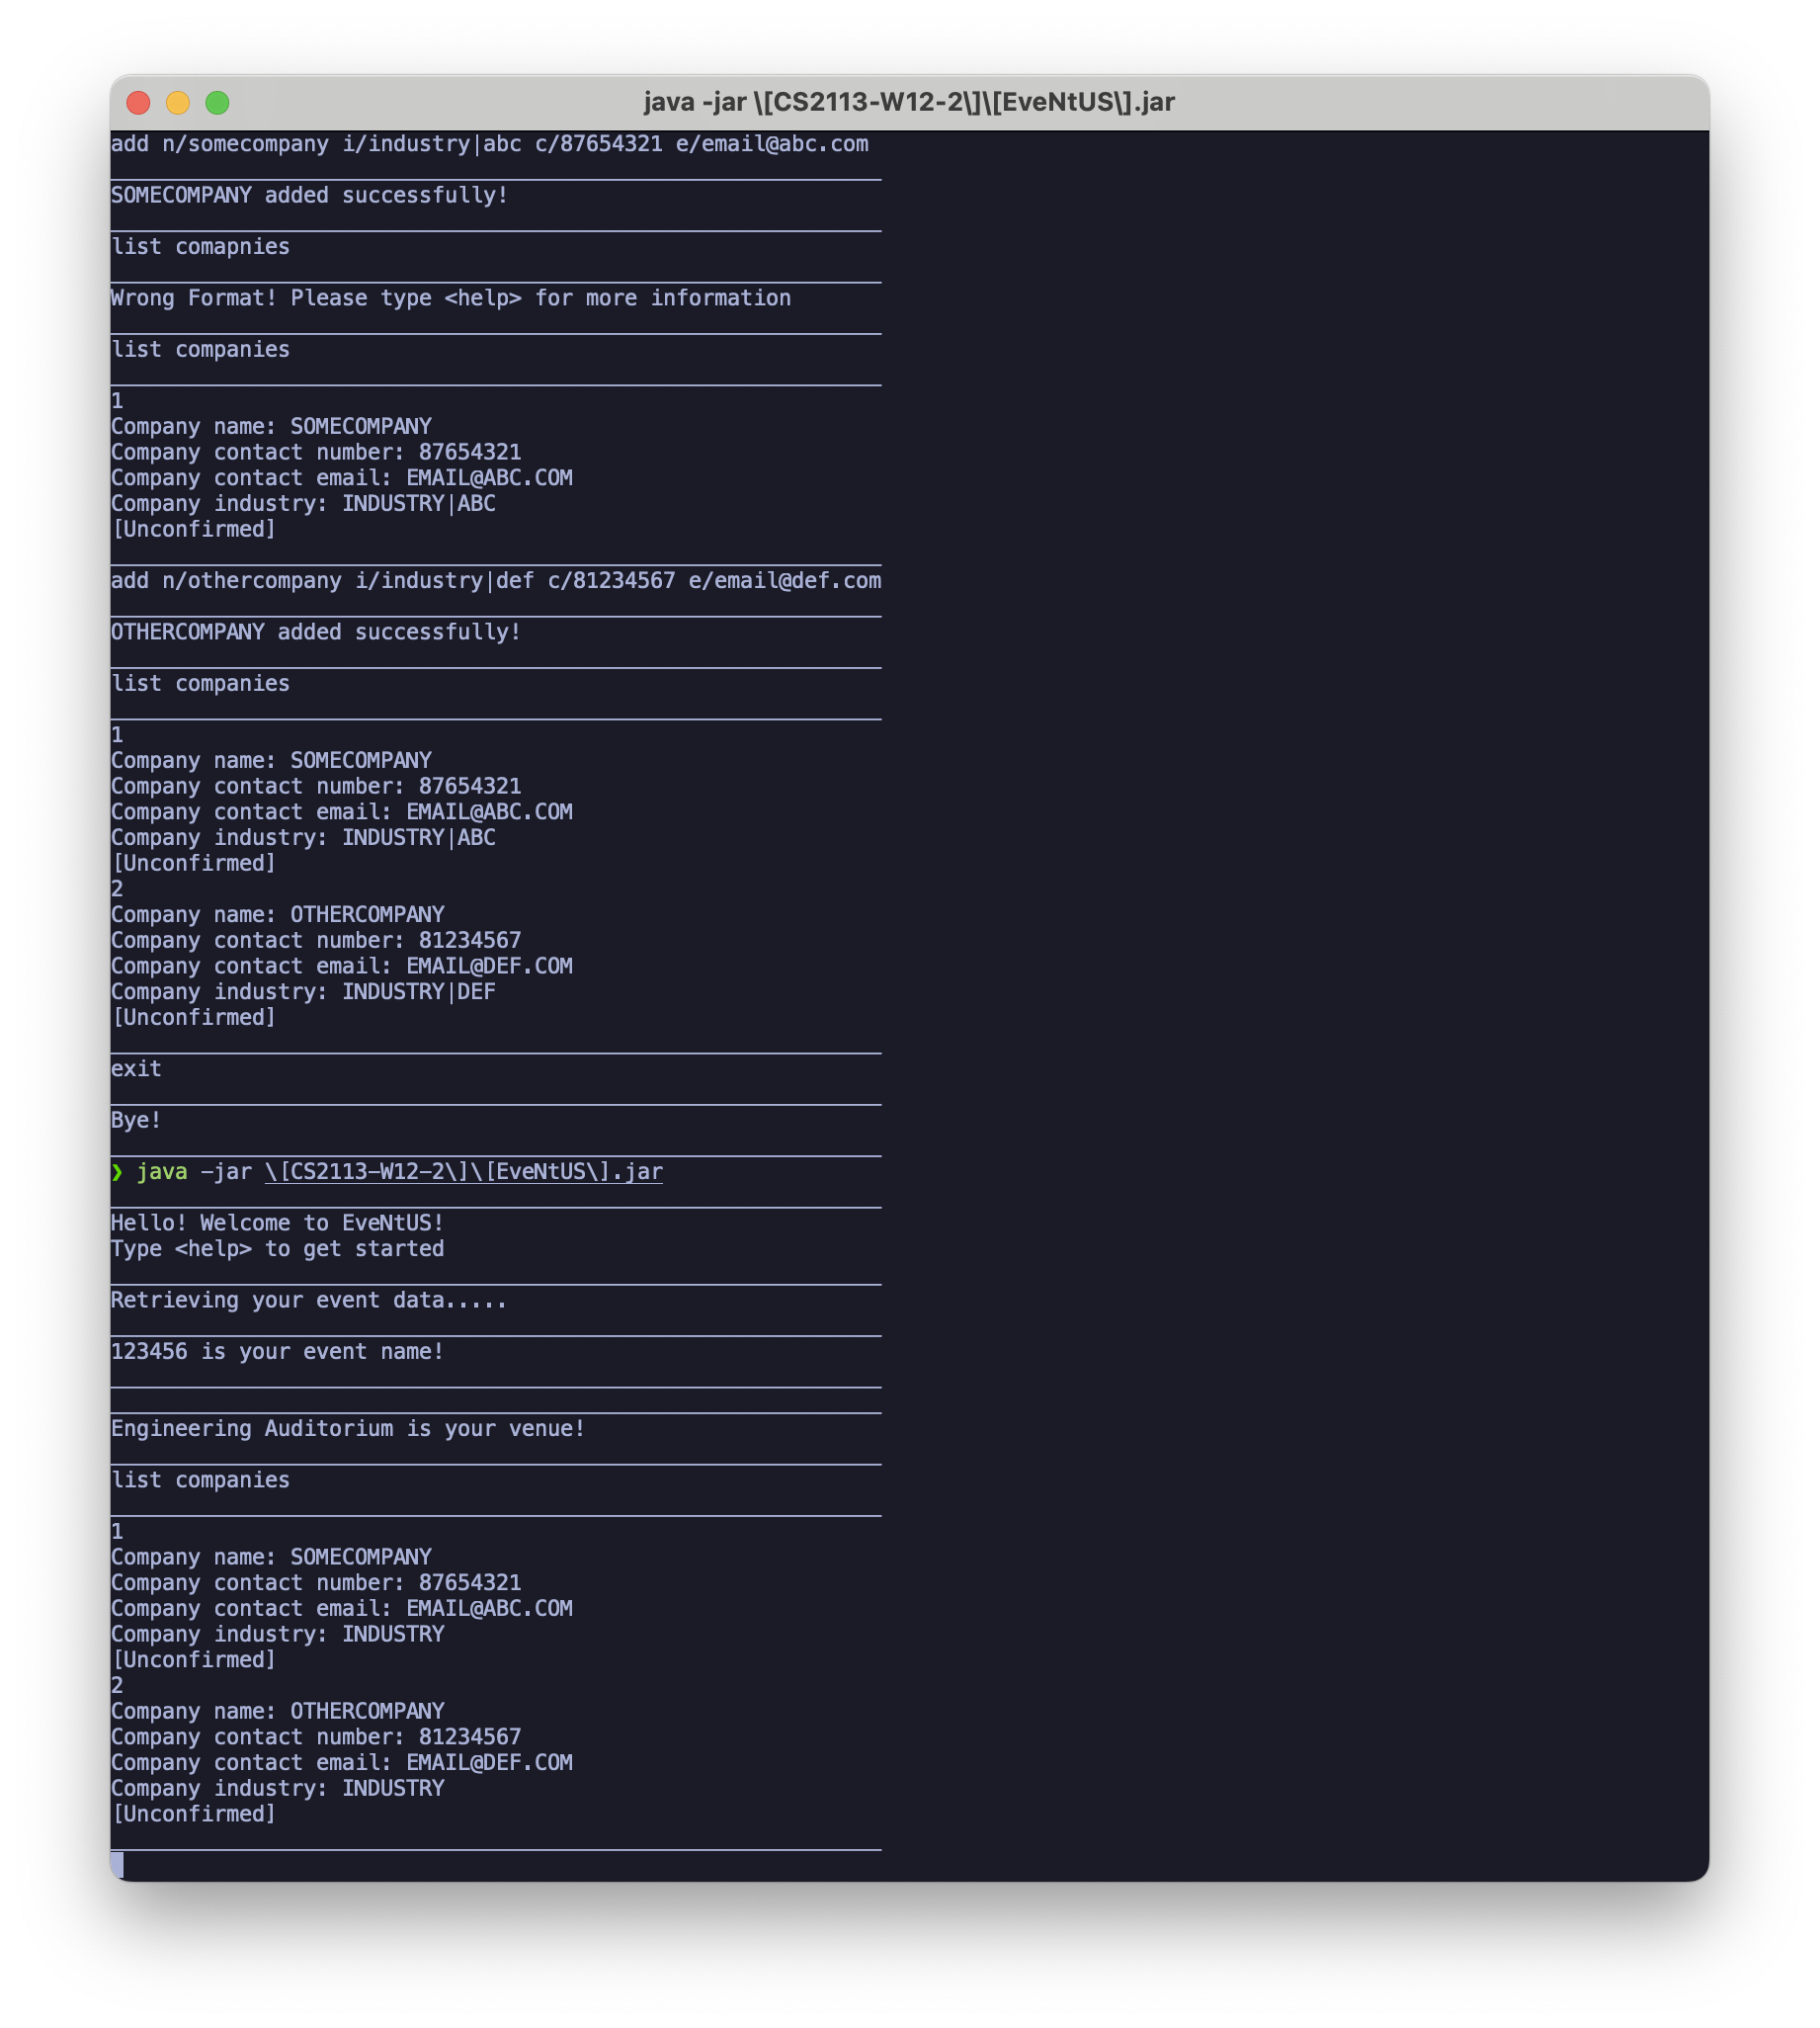 java -jar \[CS2113-W12-2\]\[EveNtUS\].jar
add n/somecompany i/industry|abc c/87654321 e/email@abc.com
SOMECOMPANY added successfully!
list comapnies
Wrong Format! Please type <help> for more information
list companies
1
Company name: SOMECOMPANY
Company contact number: 87654321
Company contact email: EMAIL@ABC.COM
Company industry: INDUSTRY|ABC
[Unconfirmed]
add n/othercompany i/industry|def c/81234567 e/email@def.com
OTHERCOMPANY added successfully!
list companies
1
Company name: SOMECOMPANY
Company contact number: 87654321
Company contact email: EMAIL@ABC.COM
Company industry: INDUSTRY|ABC
[Unconfirmed]
2
Company name: OTHERCOMPANY
Company contact number: 81234567
Company contact email: EMAIL@DEF.COM
Company industry: INDUSTRY|DEF
[Unconfirmed]
exit
Bye!
❯ java -jar \[CS2113-W12-2\]\[EveNtUS\].jar
Hello! Welcome to EveNtUS!
Type <help> to get started
Retrieving your event data.....
123456 is your event name!
Engineering Auditorium is your venue!
list companies
1
Company name: SOMECOMPANY
Company contact number: 87654321
Company contact email: EMAIL@ABC.COM
Company industry: INDUSTRY
[Unconfirmed]
2
Company name: OTHERCOMPANY
Company contact number: 81234567
Company contact email: EMAIL@DEF.COM
Company industry: INDUSTRY
[Unconfirmed]